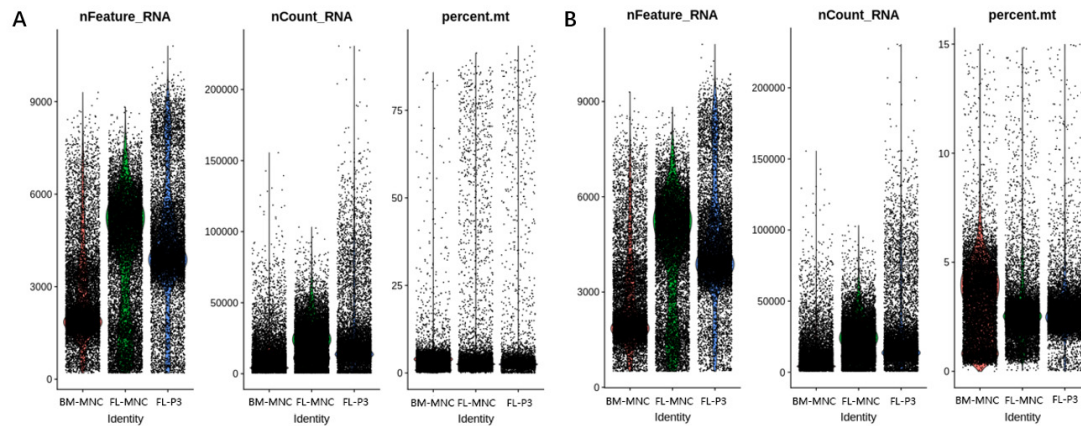 A
nFeature_RNA
9000
6000
3000
0
BM-MNC FL-MNC FL-P3
Identity
nCount_RNA
200000
150000
100000
50000
0
BM-MNC FL-MNC FL-P3
Identity
percent.mt
75
50
25
0
BM-MNC FL-MNC FL-P3
Identity
B
nFeature_RNA
9000
6000
3000
0
BM-MNC FL-MNC FL-P3
Identity
nCount_RNA
200000
150000
100000
50000
0
BM-MNC FL-MNC FL-P3
Identity
percent.mt
15
10
5
0
BM-MNC FL-MNC FL-P3
Identity